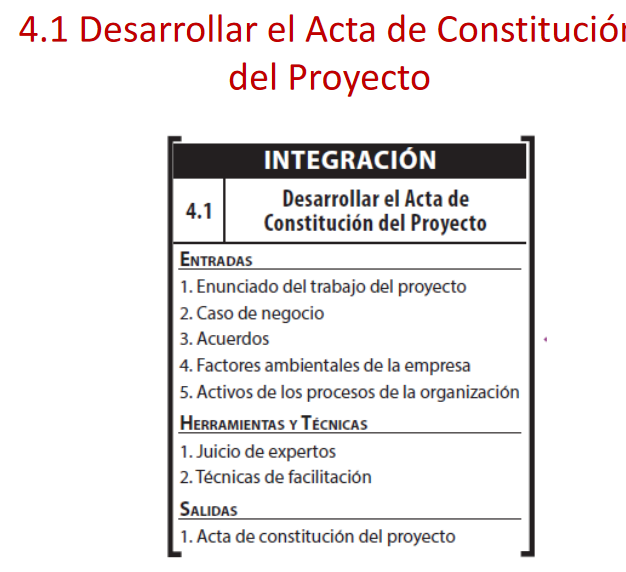 4.1 Desarrollar el Acta de Constitución
del Proyecto
INTEGRACIÓN
4.1
Desarrollar el Acta de
Constitución del Proyecto
ENTRADAS
1. Enunciado del trabajo del proyecto
2. Caso de negocio
3. Acuerdos
4. Factores ambientales de la empresa
5. Activos de los procesos de la organización
HERRAMIENTAS Y TÉCNICAS
1. Juicio de expertos
2. Técnicas de facilitación
SALIDAS
1. Acta de constitución del proyecto